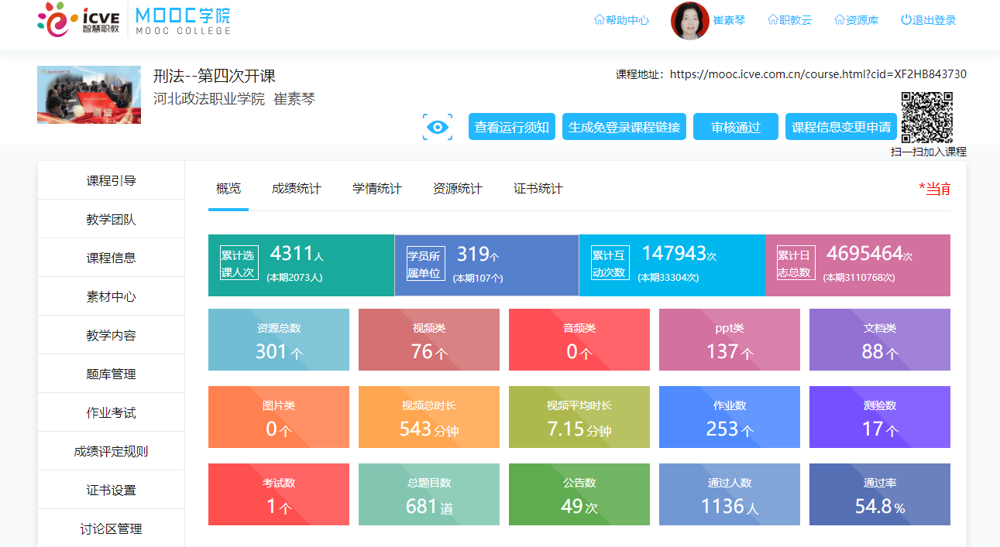 icve
智慧职教
MOOC学院
MOOC COLLEGE
帮助中心
崔素琴
职教云
资源库
退出登录
刑法--第四次开课
河北政法职业学院 崔素琴
课程地址：https://mooc.icve.com.cn/course.html?cid=XF2HB843730
刑法
查看运行须知
生成免登录课程链接
审核通过
课程信息变更申请
扫一扫加入课程
课程引导
教学团队
课程信息
素材中心
教学内容
题库管理
作业考试
成绩评定规则
证书设置
讨论区管理
概览
成绩统计
学情统计
资源统计
证书统计
*当前
累计选
课人次
4311人
(本期2073人)
学员所
属单位
319个
(本期107个)
累计互
动次数
147943次
(本期33304次)
累计日
志总数
4695464次
(本期3110768次)
资源总数
301个
视频类
76个
音频类
0个
ppt类
137个
文档类
88个
图片类
0个
视频总时长
543分钟
视频平均时长
7.15分钟
作业数
253个
测验数
17个
考试数
1个
总题目数
681道
公告数
49次
通过人数
1136人
通过率
54.8%